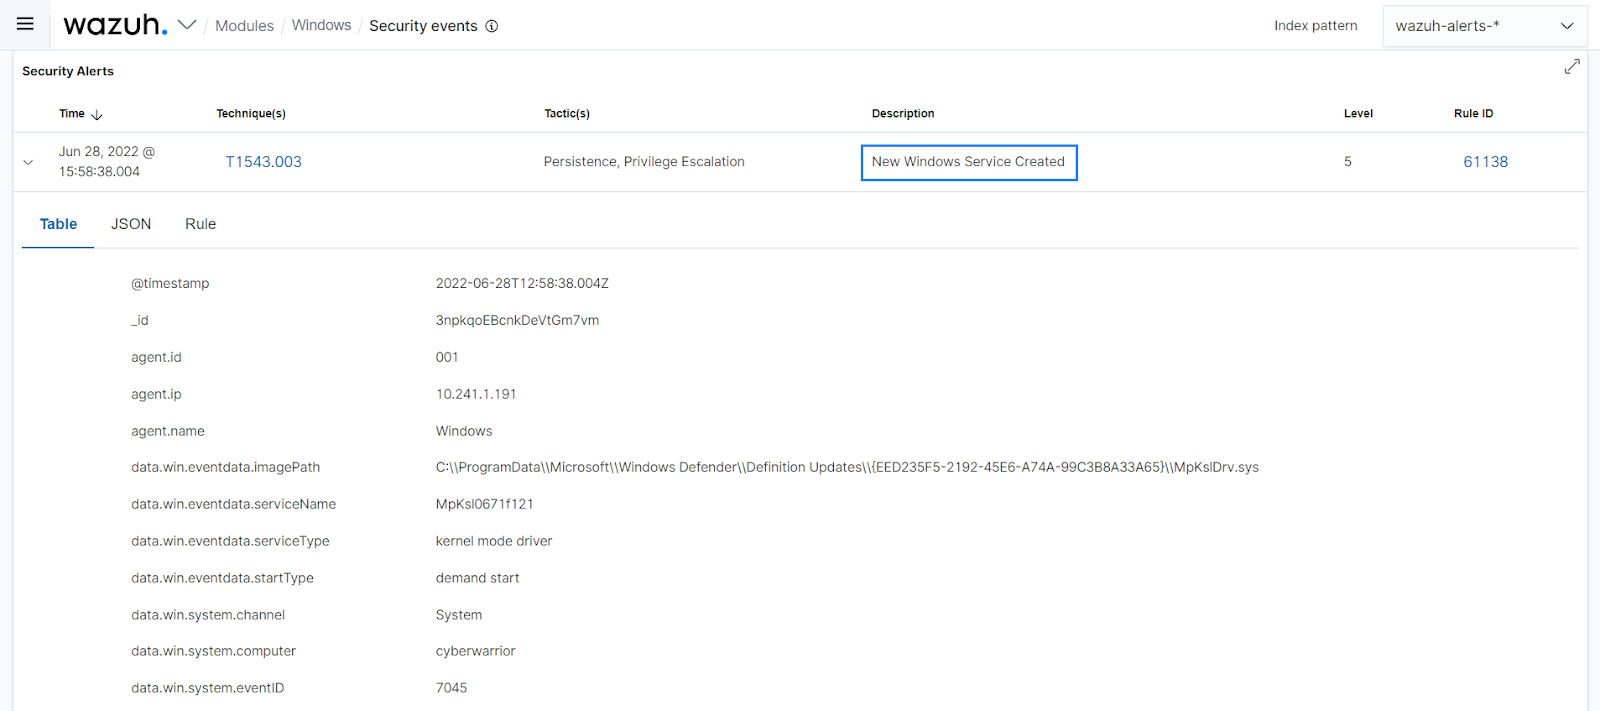 wazuh. / Modules / Windows / Security events
Index pattern
wazuh-alerts-*
Security Alerts
Time Technique(s) Tactic(s) Description Level Rule ID
Jun 28, 2022 @
15:58:38.004
T1543.003 Persistence, Privilege Escalation New Windows Service Created 5 61138
Table JSON Rule
@timestamp 2022-06-28T12:58:38.004Z
_id 3npkqoEBcnkDeVtGm7vm
agent.id 001
agent.ip 10.241.1.191
agent.name Windows
data.win.eventdata.imagePath C:\\ProgramData\\Microsoft\\Windows Defender\\Definition Updates\\{EED235F5-2192-45E6-A74A-99C3B8A33A65}\\MpKslDrv.sys
data.win.eventdata.serviceName MpKsl0671f121
data.win.eventdata.serviceType kernel mode driver
data.win.eventdata.startType demand start
data.win.system.channel System
data.win.system.computer cyberwarrior
data.win.system.eventID 7045